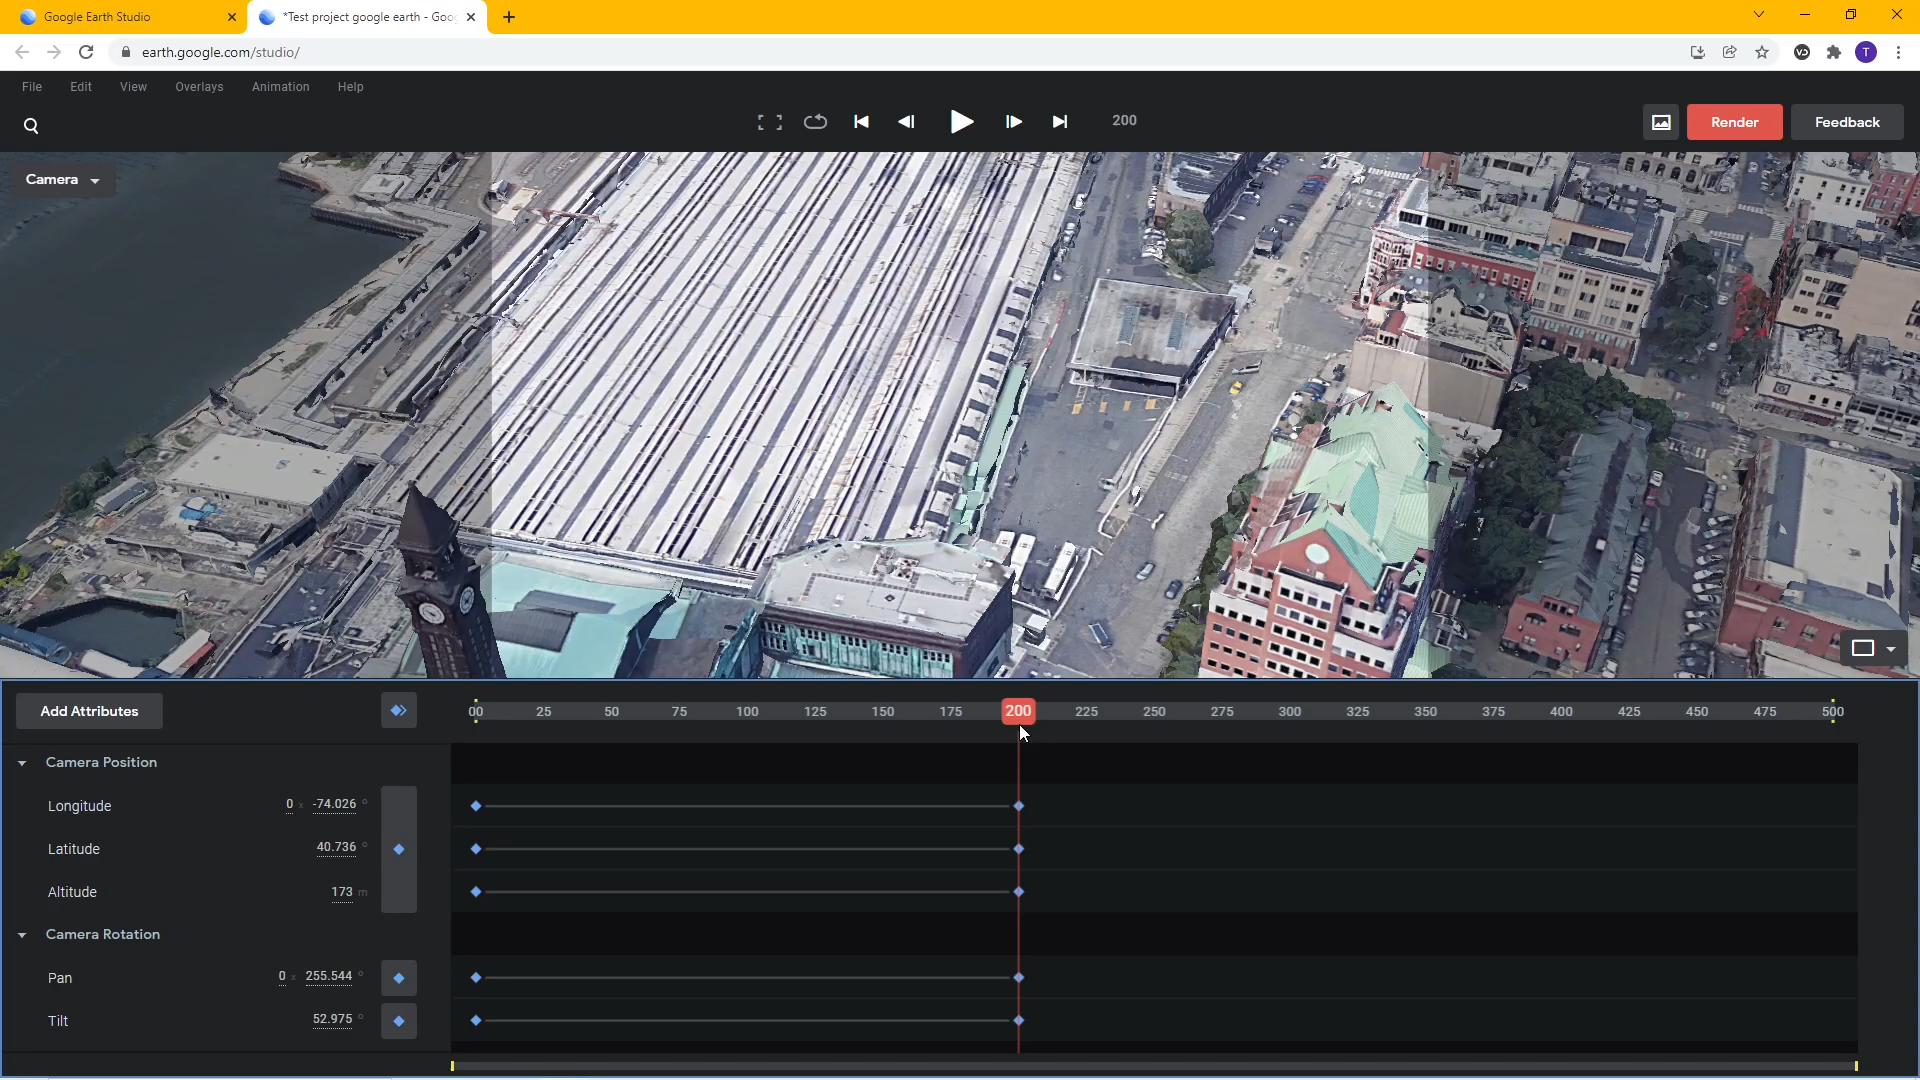 Google Earth Studio
*Test project google earth - Goo
earth.google.com/studio/
T
File Edit View Overlays Animation Help
200
Render
Feedback
Camera
Add Attributes
00 25 50 75 100 125 150 175 200 225 250 275 300 325 350 375 400 425 450 475 500
Camera Position
Longitude 0 x -74.026 °
Latitude 40.736 °
Altitude 173 m
Camera Rotation
Pan 0 x 255.544 °
Tilt 52.975 °